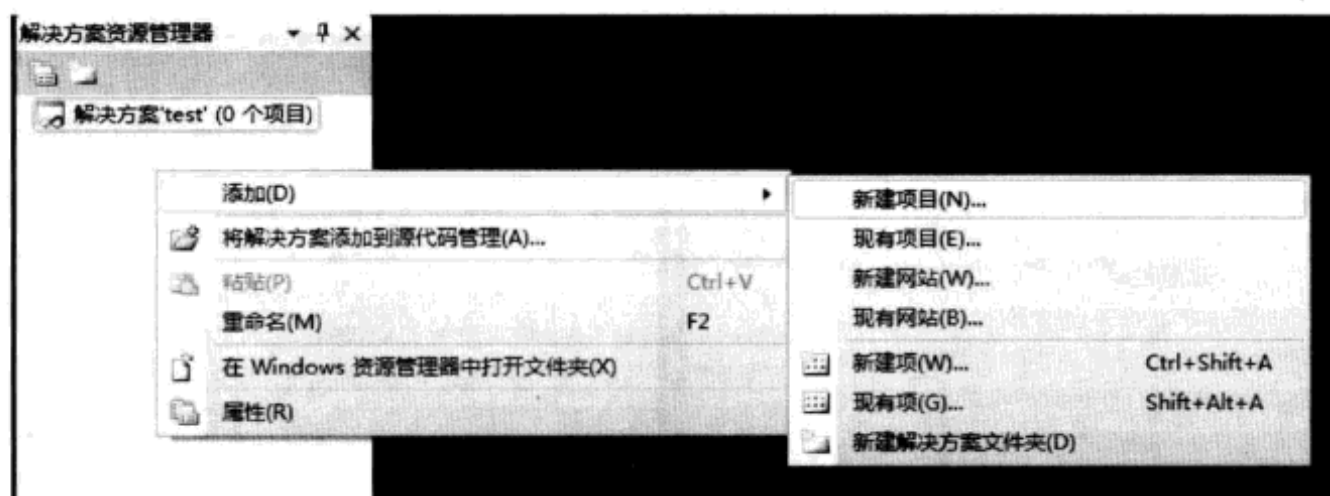 解决方案资源管理器
解决方案'test' (0 个项目)
添加(D)
将解决方案添加到源代码管理(A)...
粘贴(P) Ctrl+V
重命名(M) F2
在 Windows 资源管理器中打开文件夹(X)
属性(R)
新建项目(N)...
现有项目(E)...
新建网站(W)...
现有网站(B)...
新建项(W)... Ctrl+Shift+A
现有项(G)... Shift+Alt+A
新建解决方案文件夹(D)